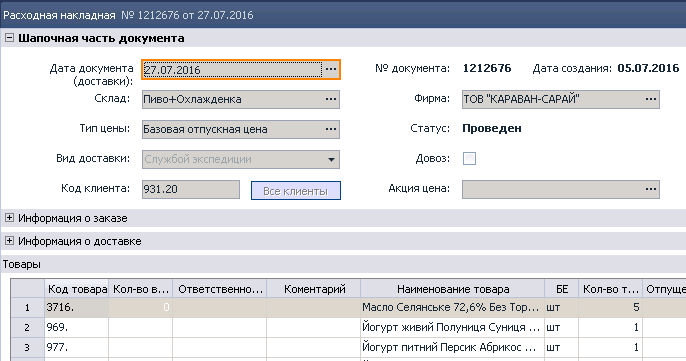 Расходная накладная № 1212676 от 27.07.2016
Шапочная часть документа
Дата документа (доставки): 27.07.2016 ... № документа: 1212676 Дата создания: 05.07.2016
Склад: Пиво+Охлажденка ... Фирма: ТОВ "КАРАВАН-САРАЙ" ...
Тип цены: Базовая отпускная цена ... Статус: Проведен
Вид доставки: Службой экспедиции Довоз:
Код клиента: 931.20 Все клиенты Акция цена: ...
Информация о заказе
Информация о доставке
Товары
Код товара Кол-во в... Ответственно... Коментарий Наименование товара БЕ Кол-во т... Отпуще
1 3716. 0 Масло Селянське 72,6% Без Тор... шт 5
2 969. Йогурт живий Полуниця Суниця ... шт 1
3 977. Йогурт питний Персик Абрикос ... шт 1